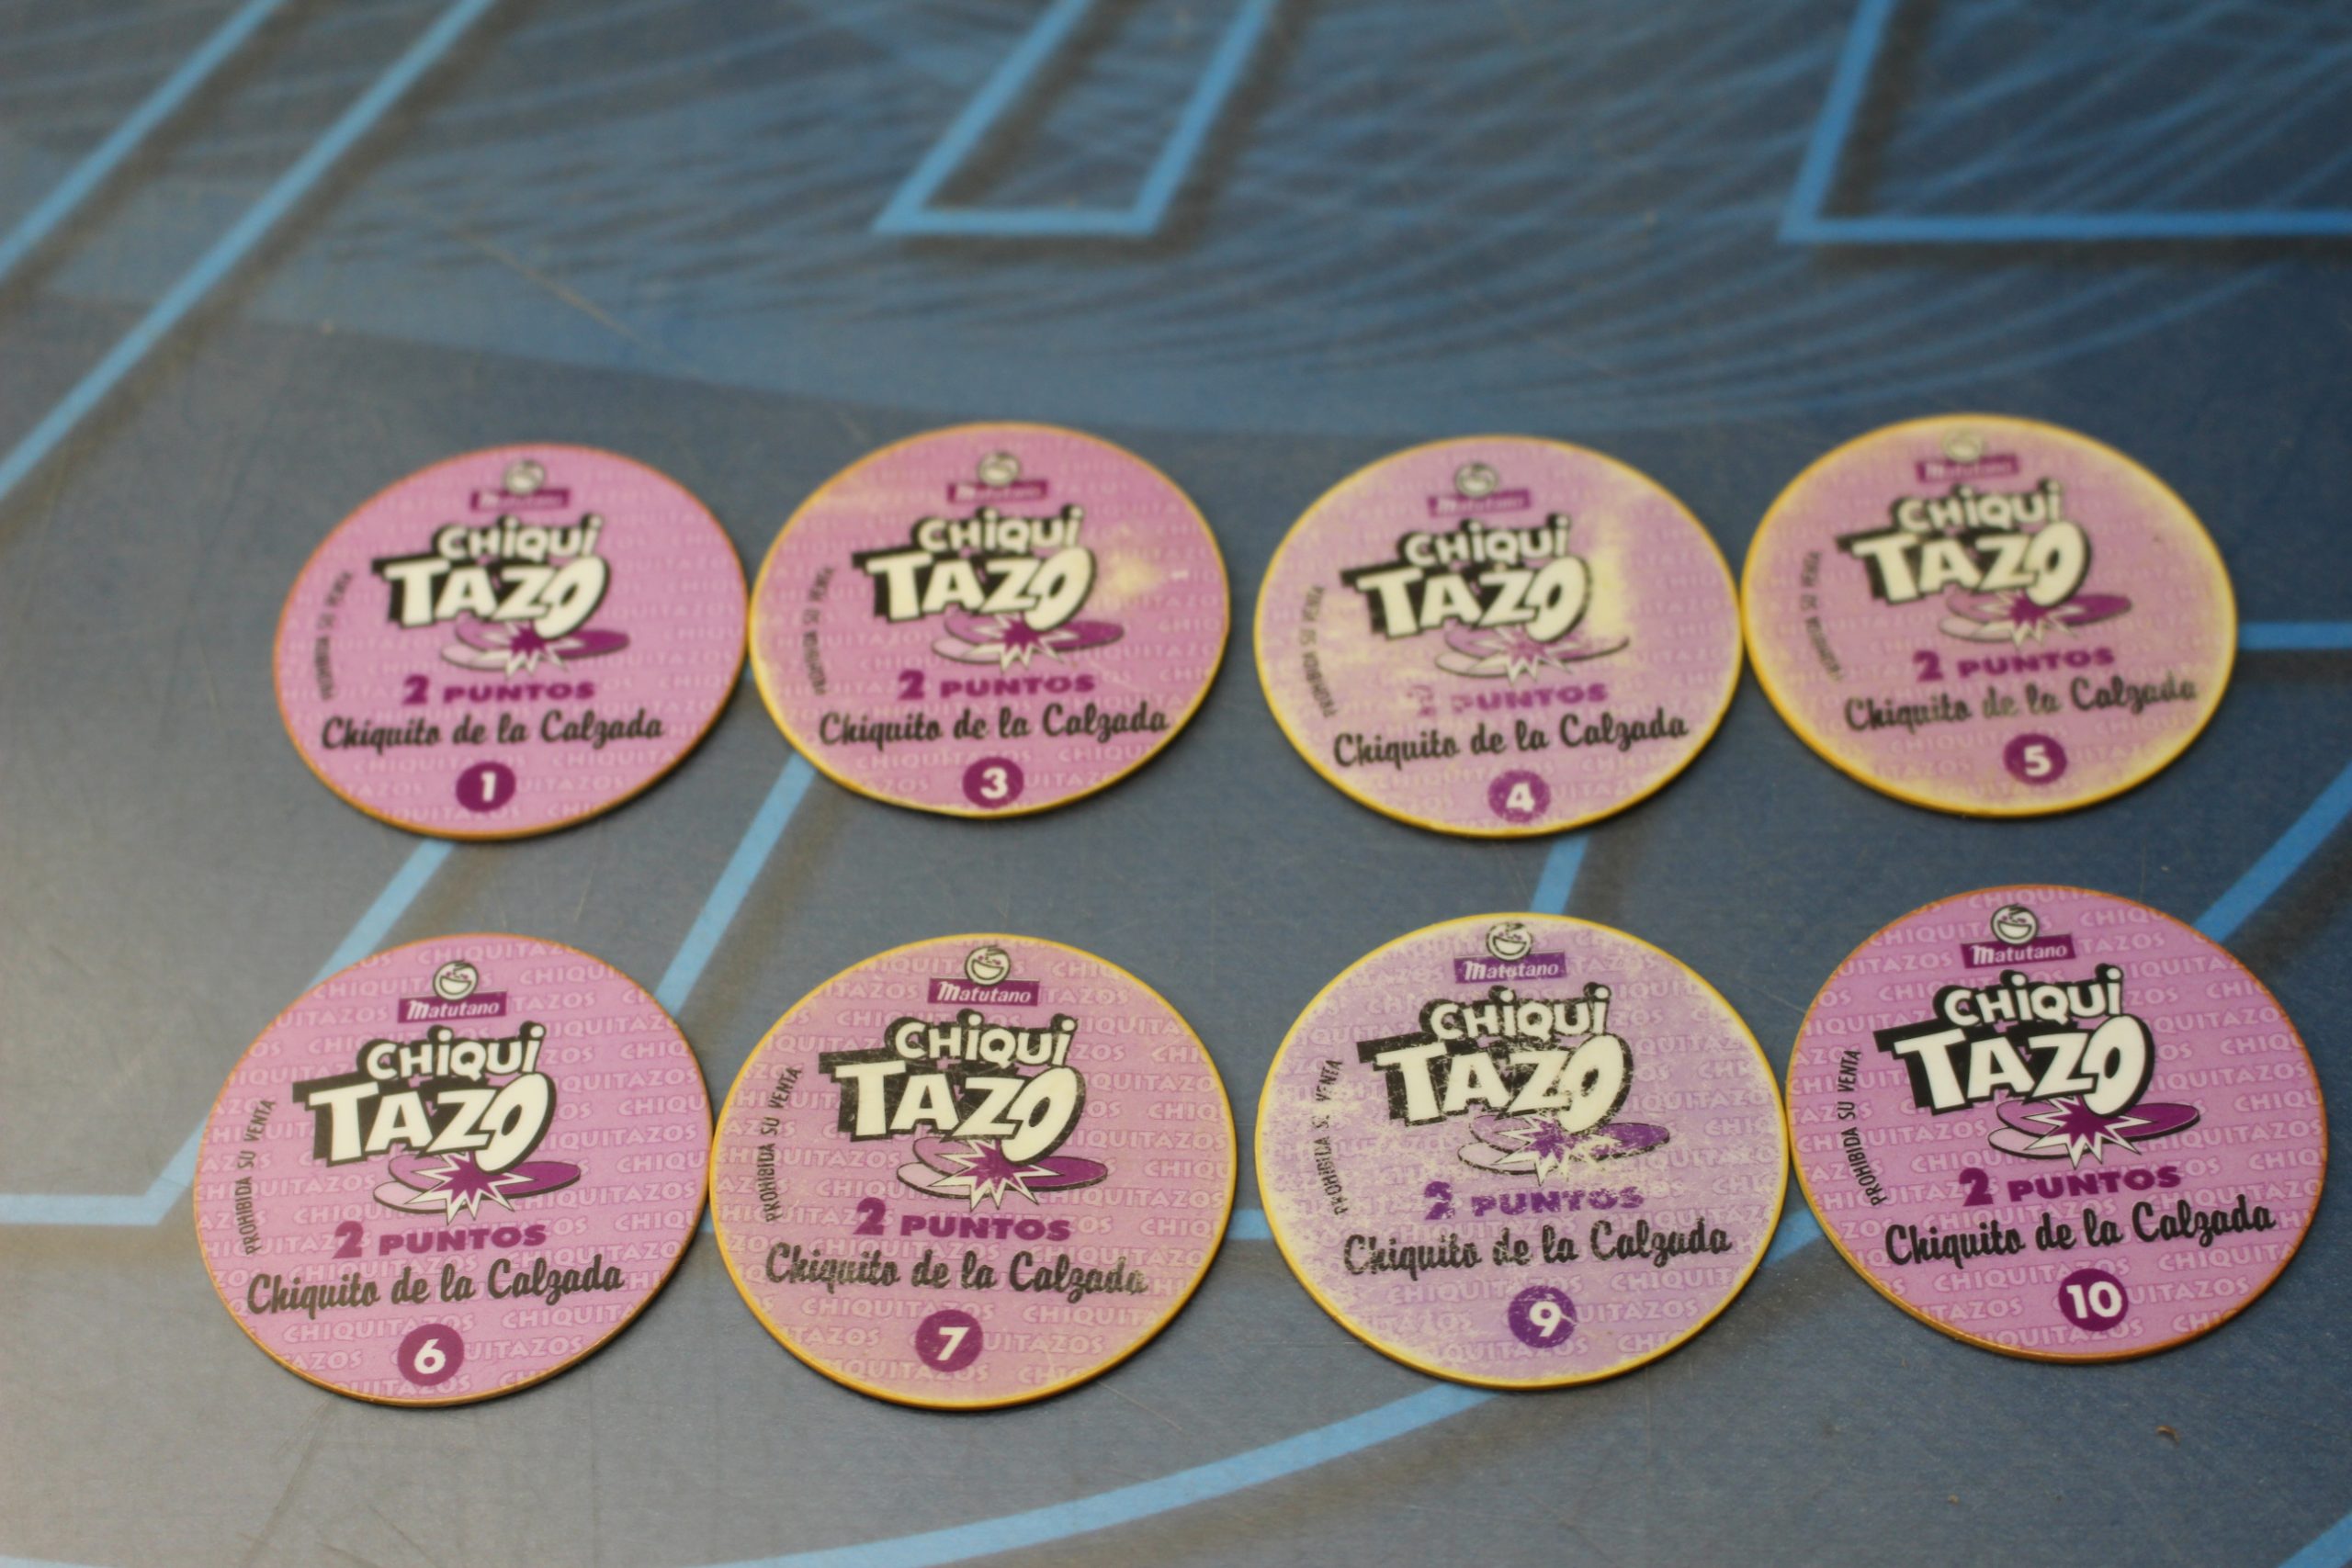 Matutano
CHIQUI
TAZO
PROHIBIDA SU VENTA
2 PUNTOS
Chiquito de la Calzada
1
Matutano
CHIQUI
TAZO
PROHIBIDA SU VENTA
2 PUNTOS
Chiquito de la Calzada
3
Matutano
CHIQUI
TAZO
PROHIBIDA SU VENTA
2 PUNTOS
Chiquito de la Calzada
4
Matutano
CHIQUI
TAZO
PROHIBIDA SU VENTA
2 PUNTOS
Chiquito de la Calzada
5
Matutano
CHIQUI
TAZO
PROHIBIDA SU VENTA
2 PUNTOS
Chiquito de la Calzada
6
Matutano
CHIQUI
TAZO
PROHIBIDA SU VENTA
2 PUNTOS
Chiquito de la Calzada
7
Matutano
CHIQUI
TAZO
PROHIBIDA SU VENTA
2 PUNTOS
Chiquito de la Calzada
9
Matutano
CHIQUI
TAZO
PROHIBIDA SU VENTA
2 PUNTOS
Chiquito de la Calzada
10